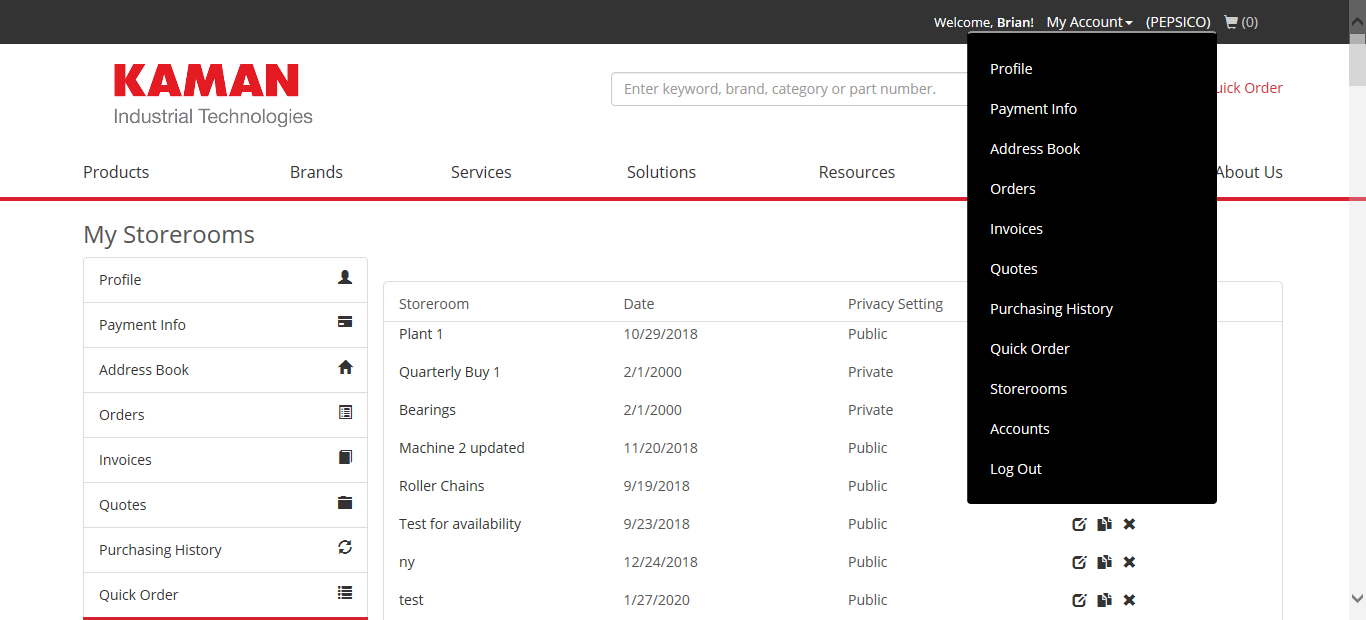 Welcome, Brian! My Account (PEPSICO) (0)
KAMAN
Industrial Technologies
Enter keyword, brand, category or part number.
uick Order
Products Brands Services Solutions Resources About Us
Profile
Payment Info
Address Book
Orders
Invoices
Quotes
Purchasing History
Quick Order
Storerooms
Accounts
Log Out
My Storerooms
Profile
Payment Info
Address Book
Orders
Invoices
Quotes
Purchasing History
Quick Order
Storeroom Date Privacy Setting
Plant 1 10/29/2018 Public
Quarterly Buy 1 2/1/2000 Private
Bearings 2/1/2000 Private
Machine 2 updated 11/20/2018 Public
Roller Chains 9/19/2018 Public
Test for availability 9/23/2018 Public
ny 12/24/2018 Public
test 1/27/2020 Public